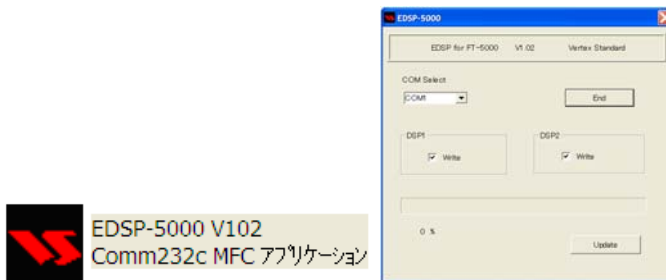 EDSP-5000 V102
Comm232c MFC アプリケーション
EDSP-5000
EDSP for FT-5000 V1.02 Vertex Standard
COM Select
COM1
End
DSP1
Write
DSP2
Write
0 %
Update